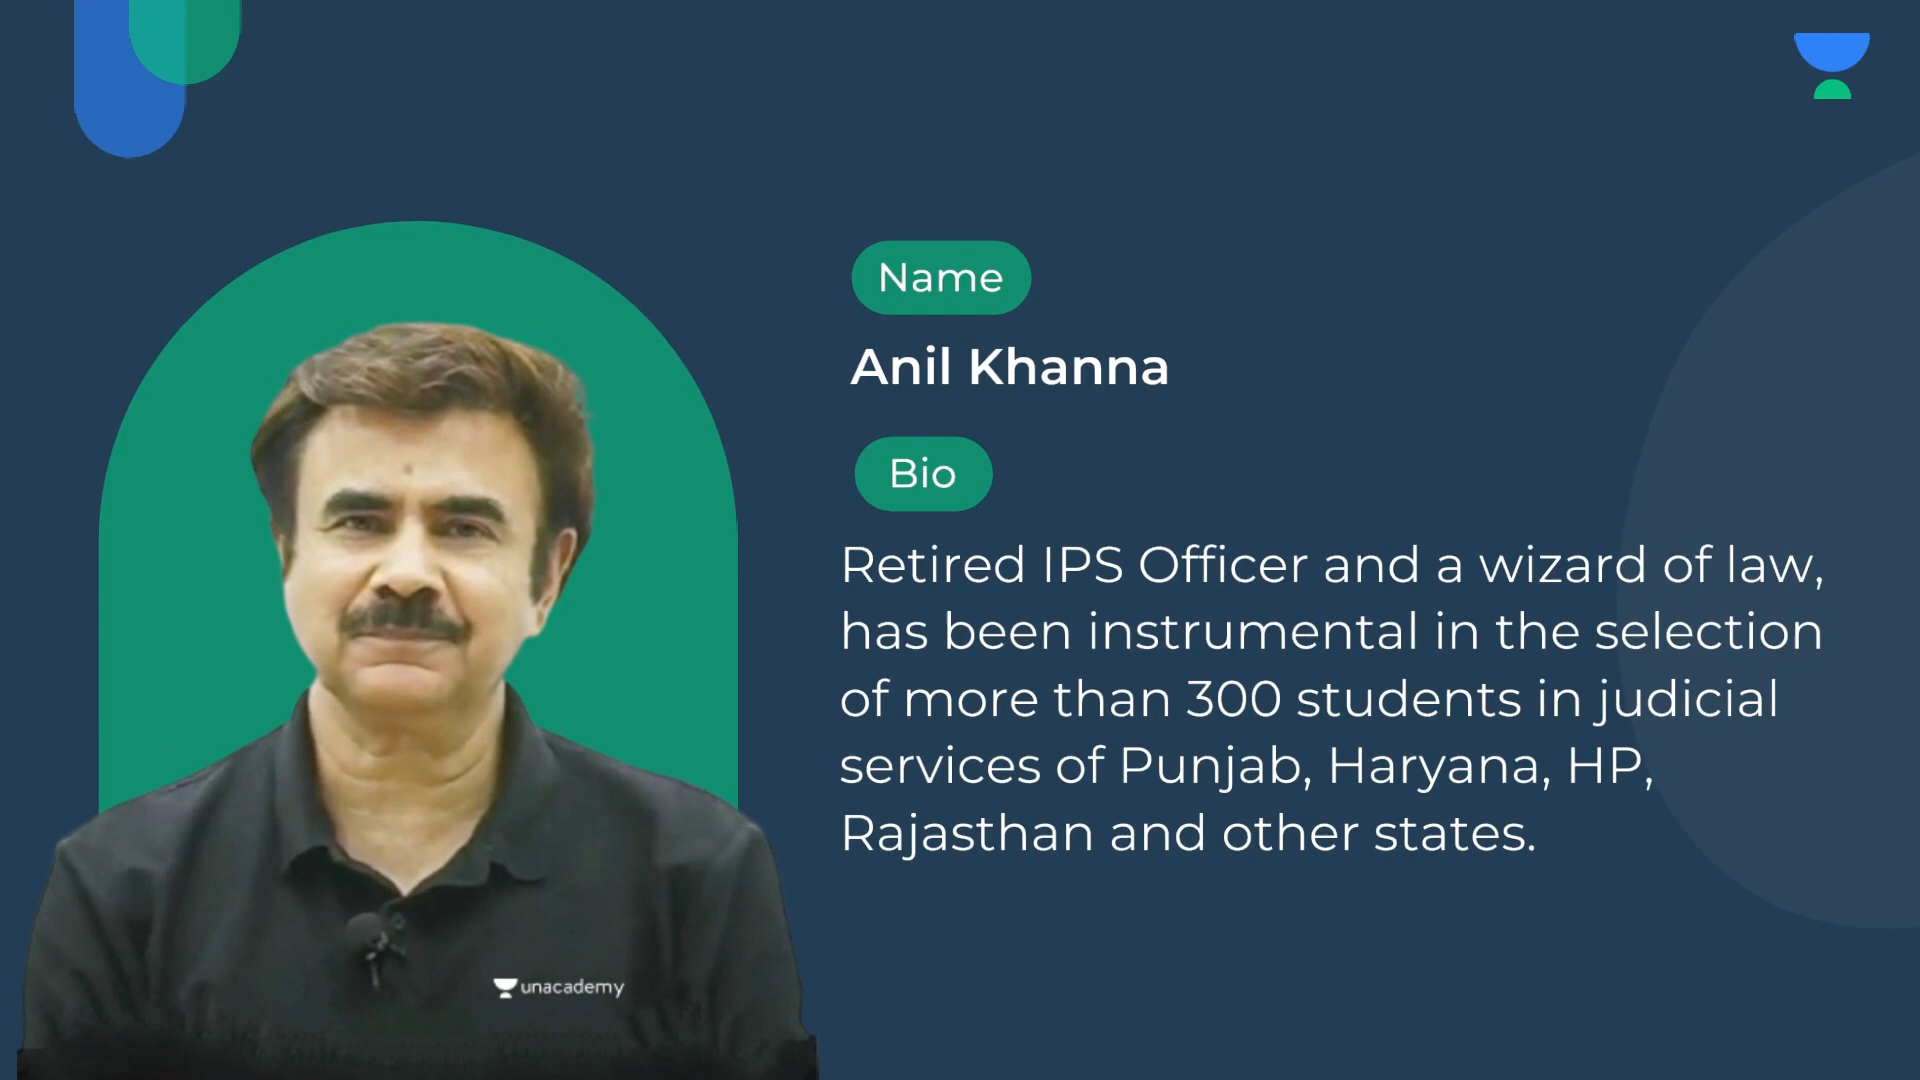 Name
Anil Khanna
Bio
Retired IPS Officer and a wizard of law,
has been instrumental in the selection
of more than 300 students in judicial
services of Punjab, Haryana, HP,
Rajasthan and other states.
unacademy